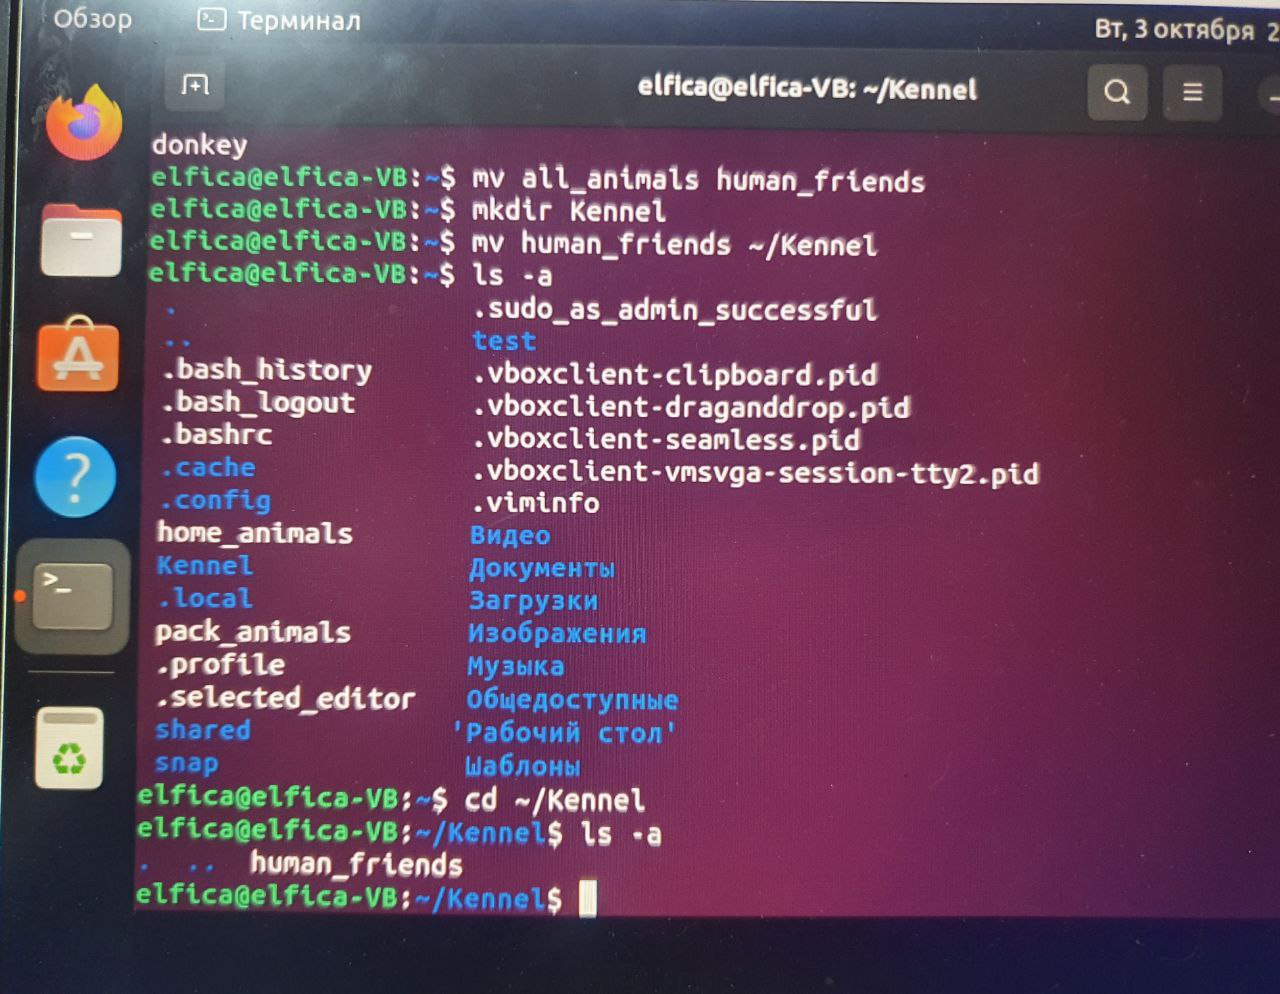 Обзор
Терминал
Вт, 3 октября 2
elfica@elfica-VB: ~/Kennel
donkey
elfica@elfica-VB:~$ mv all_animals human_friends
elfica@elfica-VB:~$ mkdir Kennel
elfica@elfica-VB:~$ mv human_friends ~/Kennel
elfica@elfica-VB:~$ ls -a
. .sudo_as_admin_successful
.. test
.bash_history .vboxclient-clipboard.pid
.bash_logout .vboxclient-draganddrop.pid
.bashrc .vboxclient-seamless.pid
.cache .vboxclient-vmsvga-session-tty2.pid
.config .viminfo
home_animals Видео
Kennel Документы
.local Загрузки
pack_animals Изображения
.profile Музыка
.selected_editor Общедоступные
shared 'Рабочий стол'
snap Шаблоны
elfica@elfica-VB:~$ cd ~/Kennel
elfica@elfica-VB:~/Kennel$ ls -a
. .. human_friends
elfica@elfica-VB:~/Kennel$